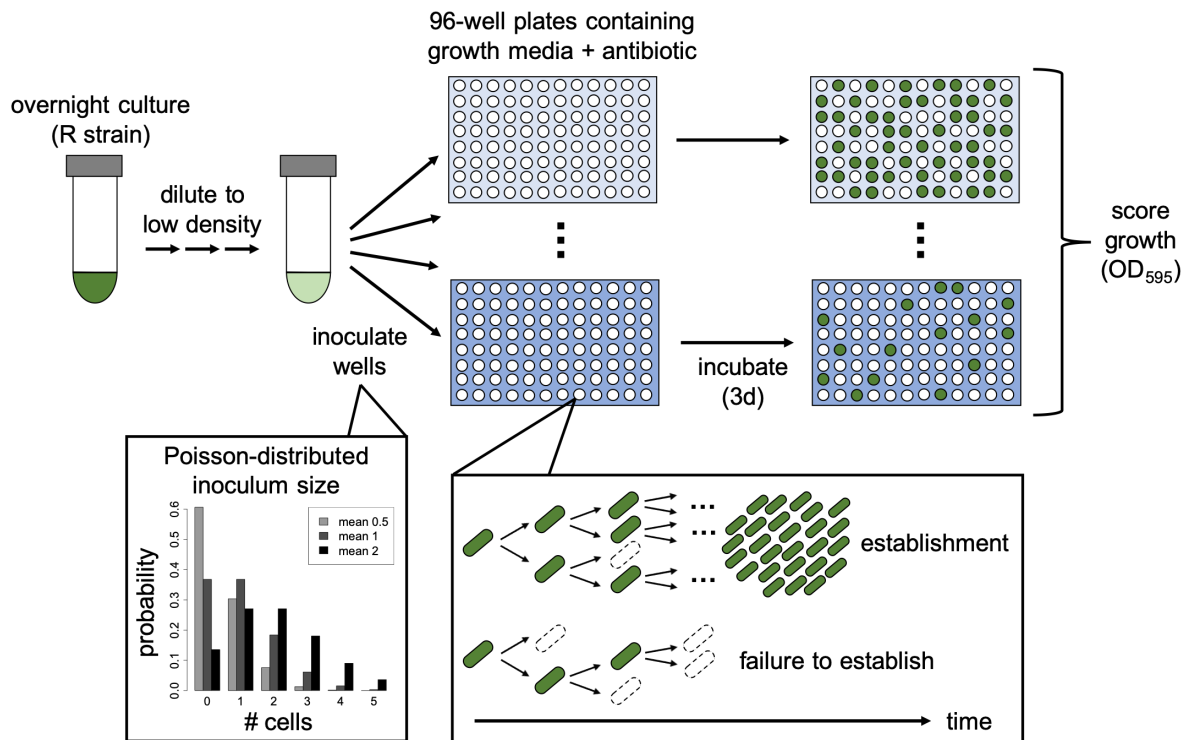 96-well plates containing
growth media + antibiotic
overnight culture
(R strain)
dilute to
low density
inoculate
wells
incubate
(3d)
score
growth
(OD595)
Poisson-distributed
inoculum size
probability
0.6
0.5
0.4
0.3
0.2
0.1
0.0
mean 0.5
mean 1
mean 2
0 1 2 3 4 5
# cells
...
...
establishment
...
failure to establish
time